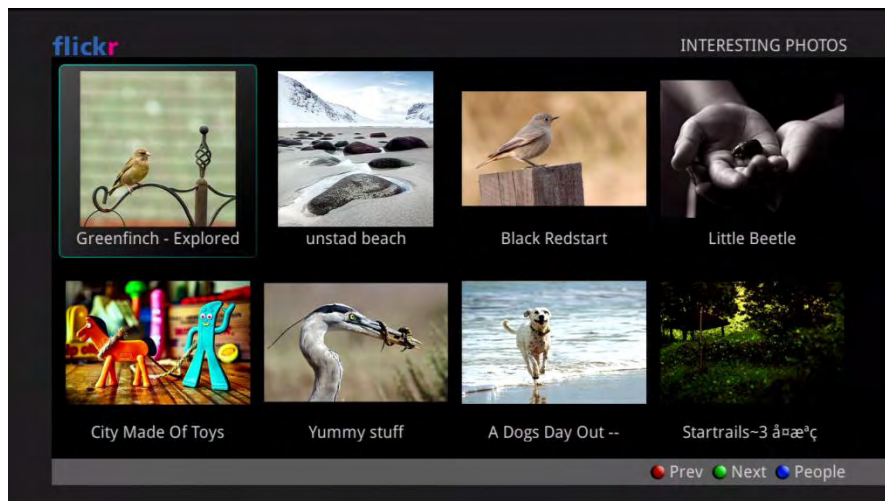 flickr
INTERESTING PHOTOS
Greenfinch - Explored
unstad beach
Black Redstart
Little Beetle
City Made Of Toys
Yummy stuff
A Dogs Day Out --
Startrails~3 å¤æªç
Prev Next People